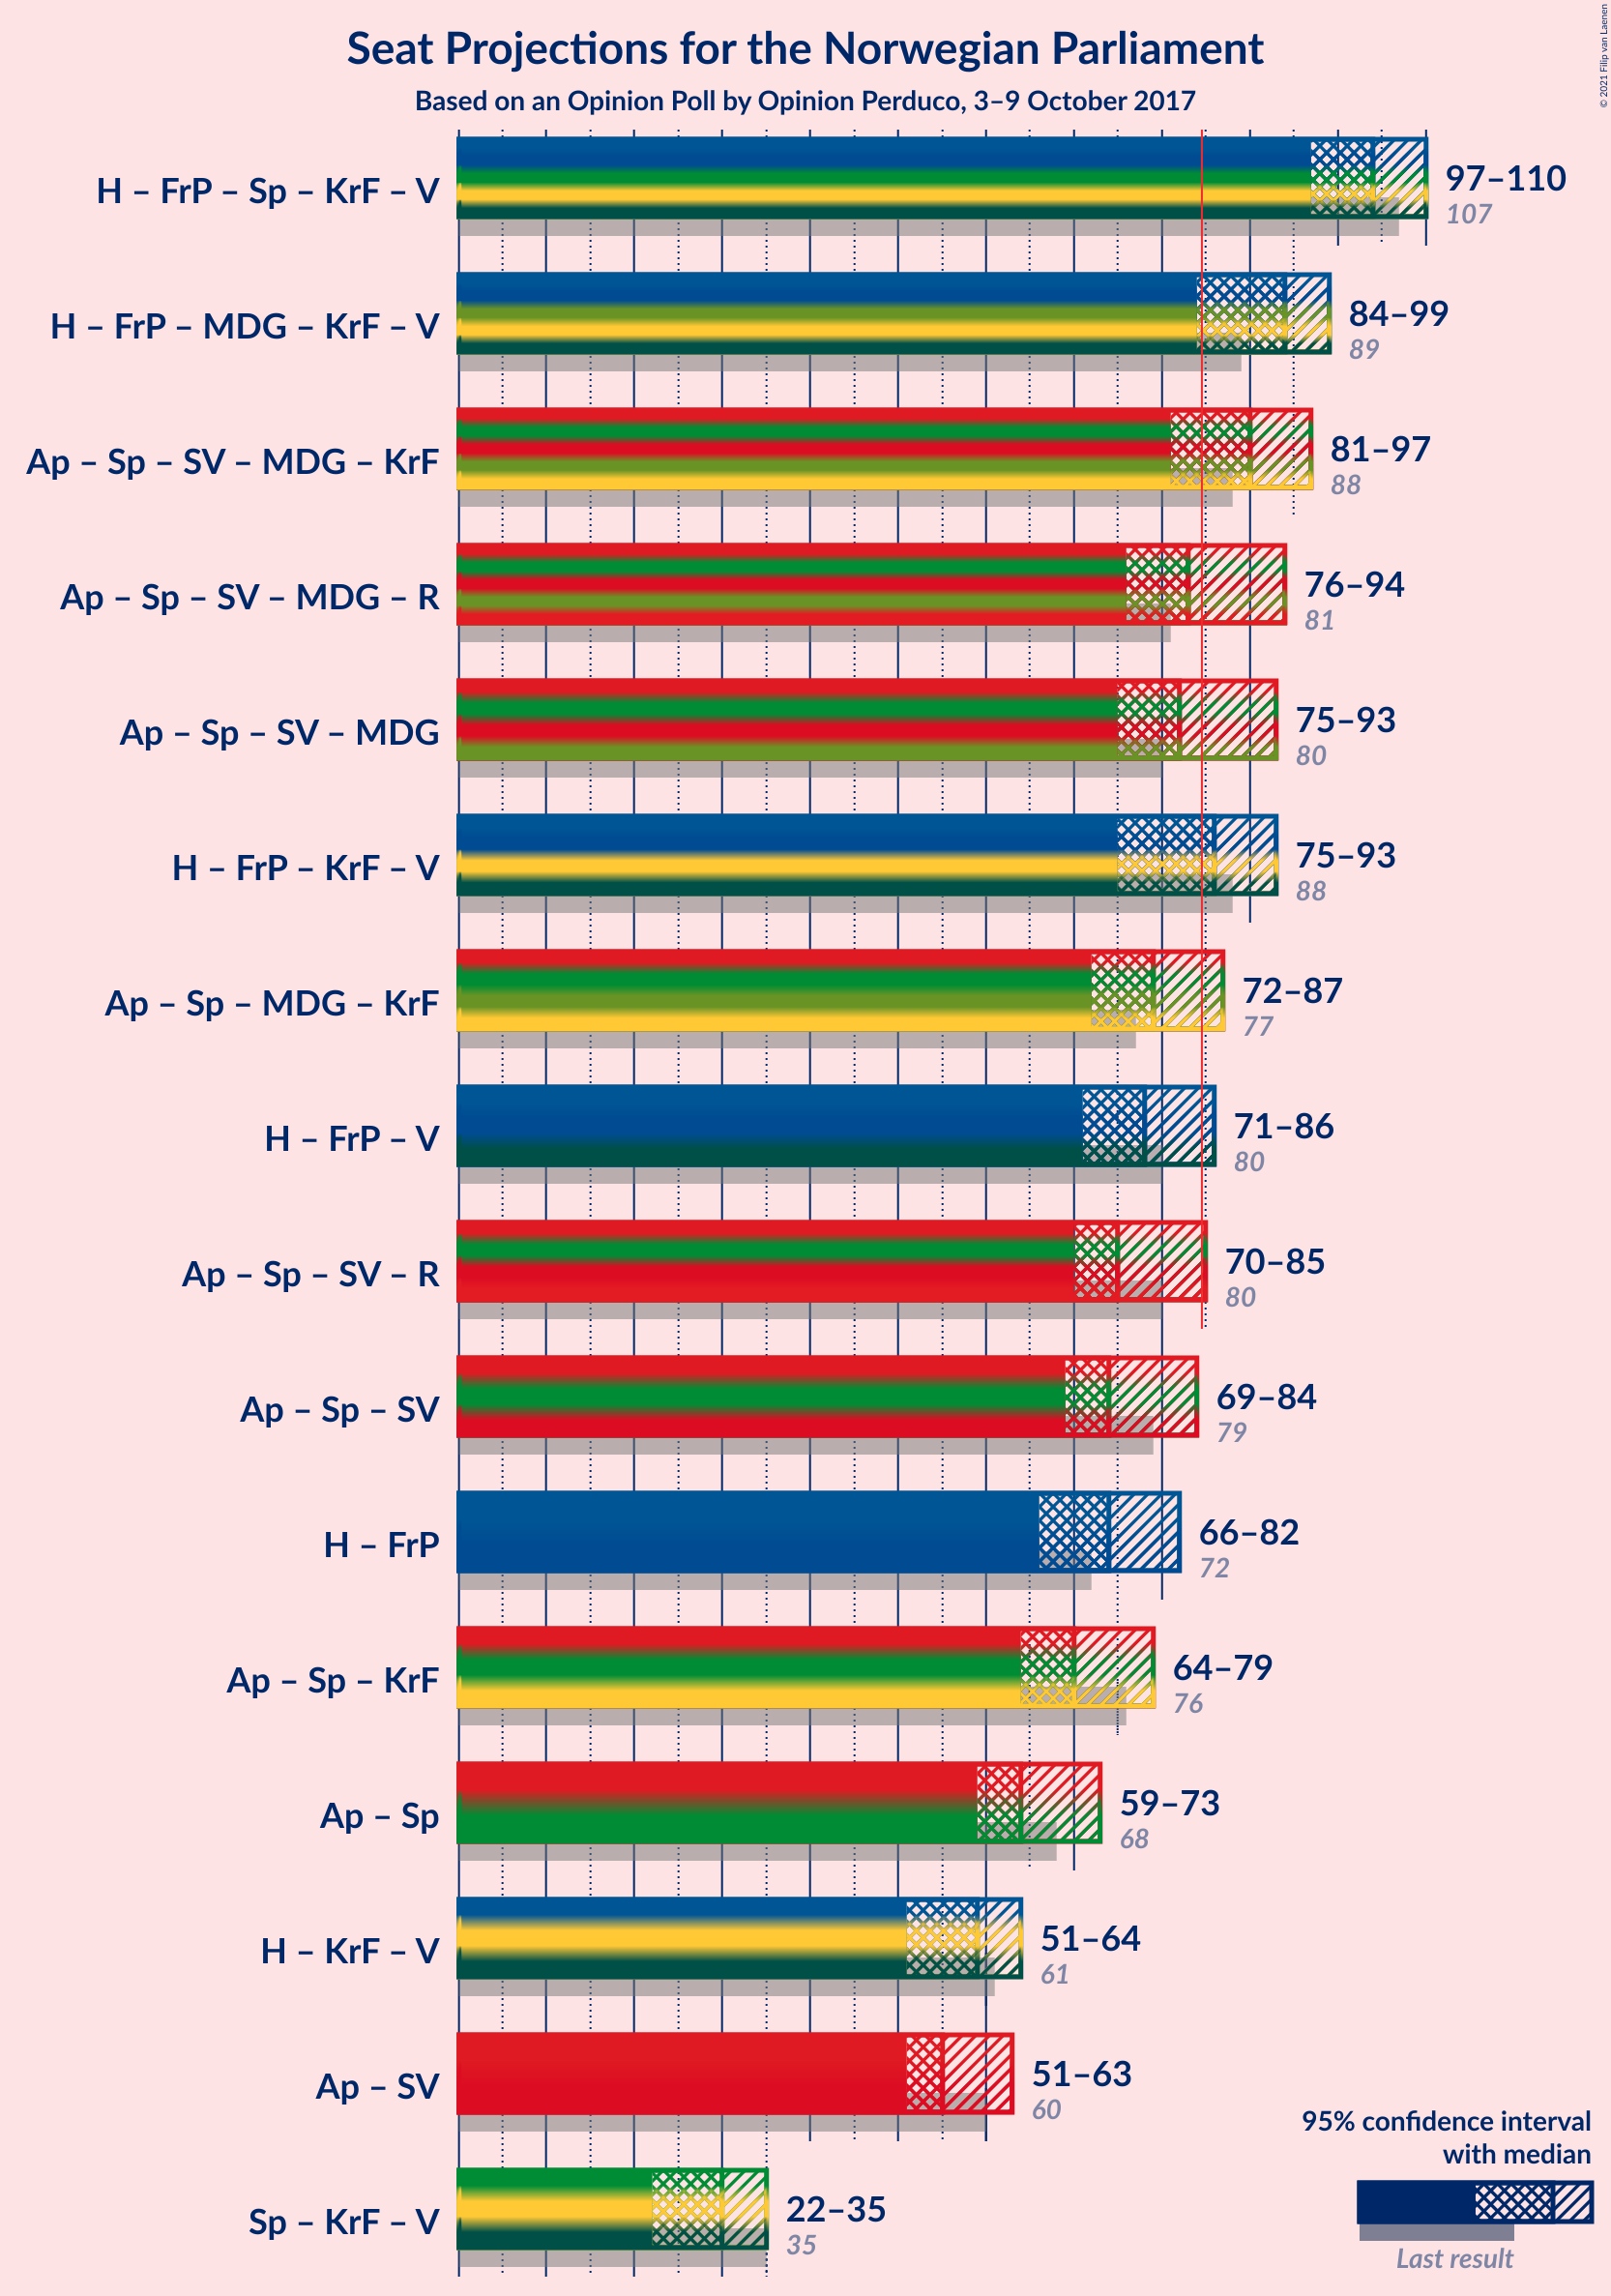 Seat Projections for the Norwegian Parliament
Based on an Opinion Poll by Opinion Perduco, 3–9 October 2017
© 2021 Filip van Laenen
H – FrP – Sp – KrF – V
97–110
107
H – FrP – MDG – KrF – V
84–99
89
Ap – Sp – SV – MDG – KrF
81–97
88
Ap – Sp – SV – MDG – R
76–94
81
Ap – Sp – SV – MDG
75–93
80
H – FrP – KrF – V
75–93
88
Ap – Sp – MDG – KrF
72–87
77
H – FrP – V
71–86
80
Ap – Sp – SV – R
70–85
80
Ap – Sp – SV
69–84
79
H – FrP
66–82
72
Ap – Sp – KrF
64–79
76
Ap – Sp
59–73
68
H – KrF – V
51–64
61
Ap – SV
51–63
60
Sp – KrF – V
22–35
35
95% confidence interval
with median
Last result